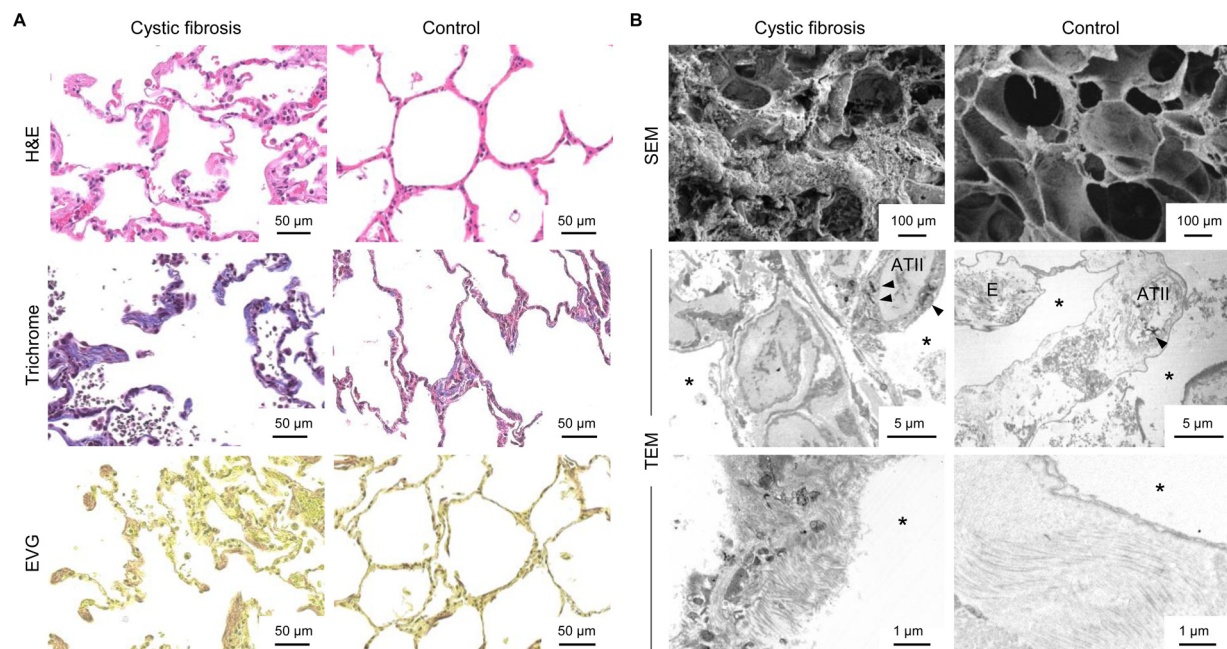 A
B
Cystic fibrosis
Control
Cystic fibrosis
Control
H&E
50 µm
50 µm
SEM
100 µm
100 µm
Trichrome
50 µm
50 µm
ATII
*
*
5 µm
E
ATII
*
*
5 µm
TEM
EVG
50 µm
50 µm
*
1 µm
*
1 µm